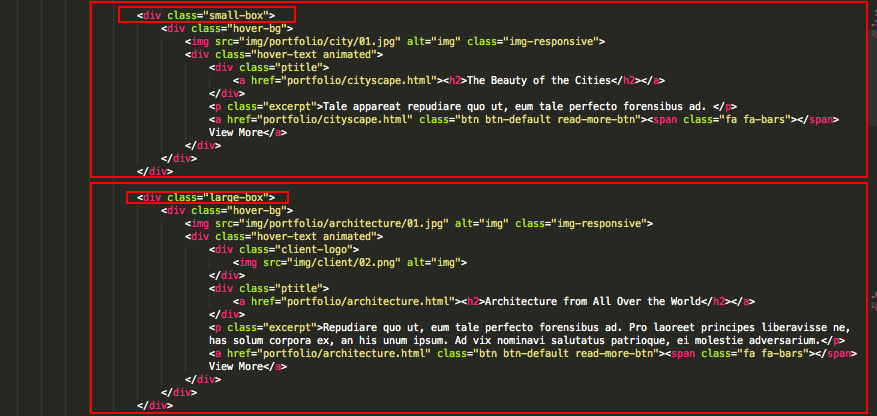 <div class="small-box">
<div class="hover-bg">
<img src="img/portfolio/city/01.jpg" alt="img" class="img-responsive">
<div class="hover-text animated">
<div class="ptitle">
<a href="portfolio/cityscape.html"><h2>The Beauty of the Cities</h2></a>
</div>
<p class="excerpt">Tale appareat repudiare quo ut, eum tale perfecto forensibus ad. </p>
<a href="portfolio/cityscape.html" class="btn btn-default read-more-btn"><span class="fa fa-bars"></span>
View More</a>
</div>
</div>
</div>
<div class="large-box">
<div class="hover-bg">
<img src="img/portfolio/architecture/01.jpg" alt="img" class="img-responsive">
<div class="hover-text animated">
<div class="client-logo">
<img src="img/client/02.png" alt="img">
</div>
<div class="ptitle">
<a href="portfolio/architecture.html"><h2>Architecture from All Over the World</h2></a>
</div>
<p class="excerpt">Repudiare quo ut, eum tale perfecto forensibus ad. Pro laoreet principes liberavisse ne,
has solum corpora ex, an his unum ipsum. Ad vix nominavi salutatus patrioque, ei molestie adversarium.</p>
<a href="portfolio/architecture.html" class="btn btn-default read-more-btn"><span class="fa fa-bars"></span>
View More</a>
</div>
</div>
</div>